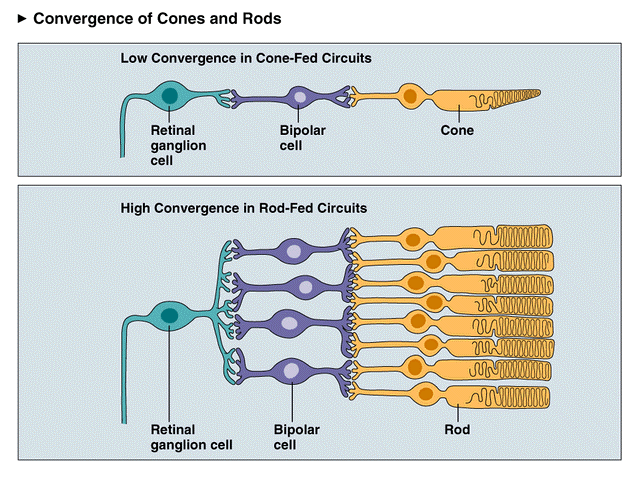 ► Convergence of Cones and Rods
Low Convergence in Cone-Fed Circuits
Retinal
ganglion
cell
Bipolar
cell
Cone
High Convergence in Rod-Fed Circuits
Retinal
ganglion cell
Bipolar
cell
Rod